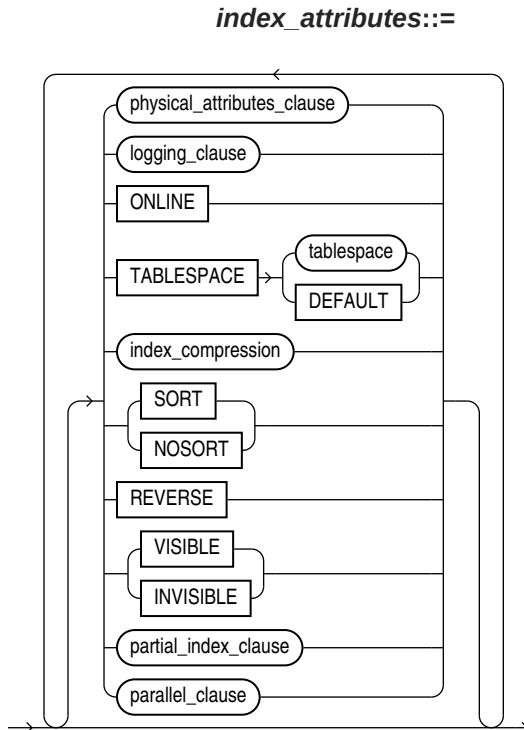 index_attributes::=
physical_attributes_clause
logging_clause
ONLINE
tablespace
TABLESPACE
DEFAULT
index_compression
SORT
NOSORT
REVERSE
VISIBLE
INVISIBLE
partial_index_clause
parallel_clause